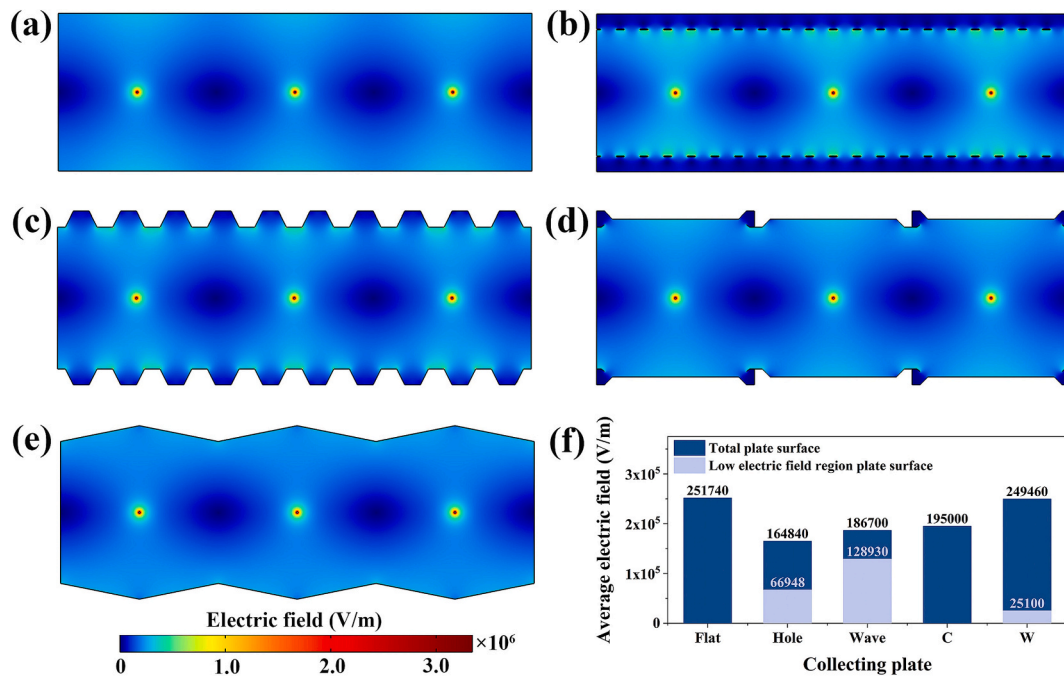 (a)
(b)
(c)
(d)
(e)
Electric field (V/m)
×10⁶
0 1.0 2.0 3.0
(f)
Total plate surface
Low electric field region plate surface
Average electric field (V/m)
3x10⁵
2x10⁵
1x10⁵
0
251740
164840
66948
186700
128930
195000
249460
25100
Flat Hole Wave C W
Collecting plate